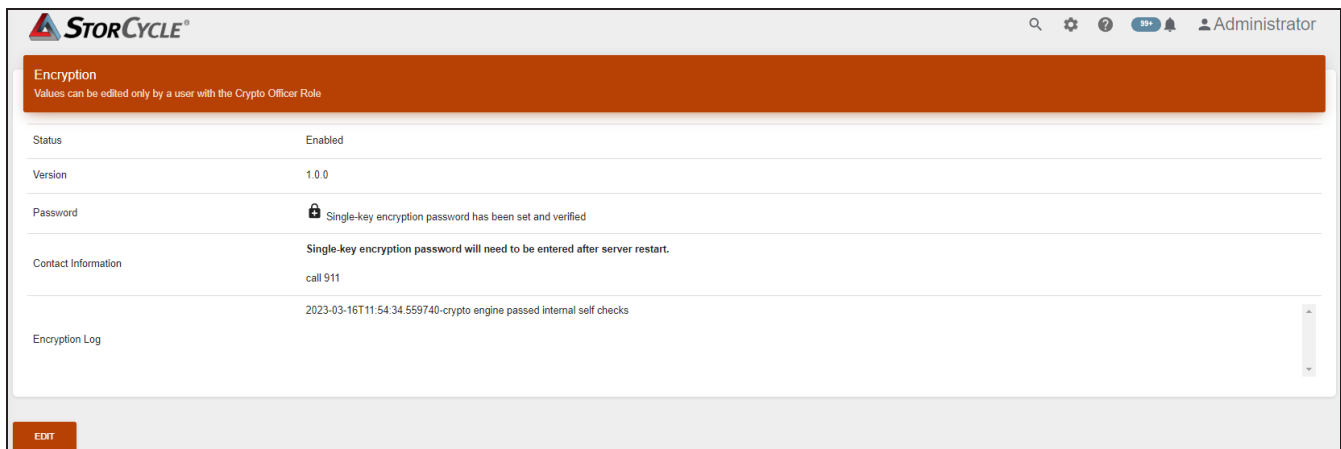 STORCYCLE®
99+ Administrator
Encryption
Values can be edited only by a user with the Crypto Officer Role
Status Enabled
Version 1.0.0
Password Single-key encryption password has been set and verified
Single-key encryption password will need to be entered after server restart.
Contact Information
call 911
2023-03-16T11:54:34.559740-crypto engine passed internal self checks
Encryption Log
EDIT